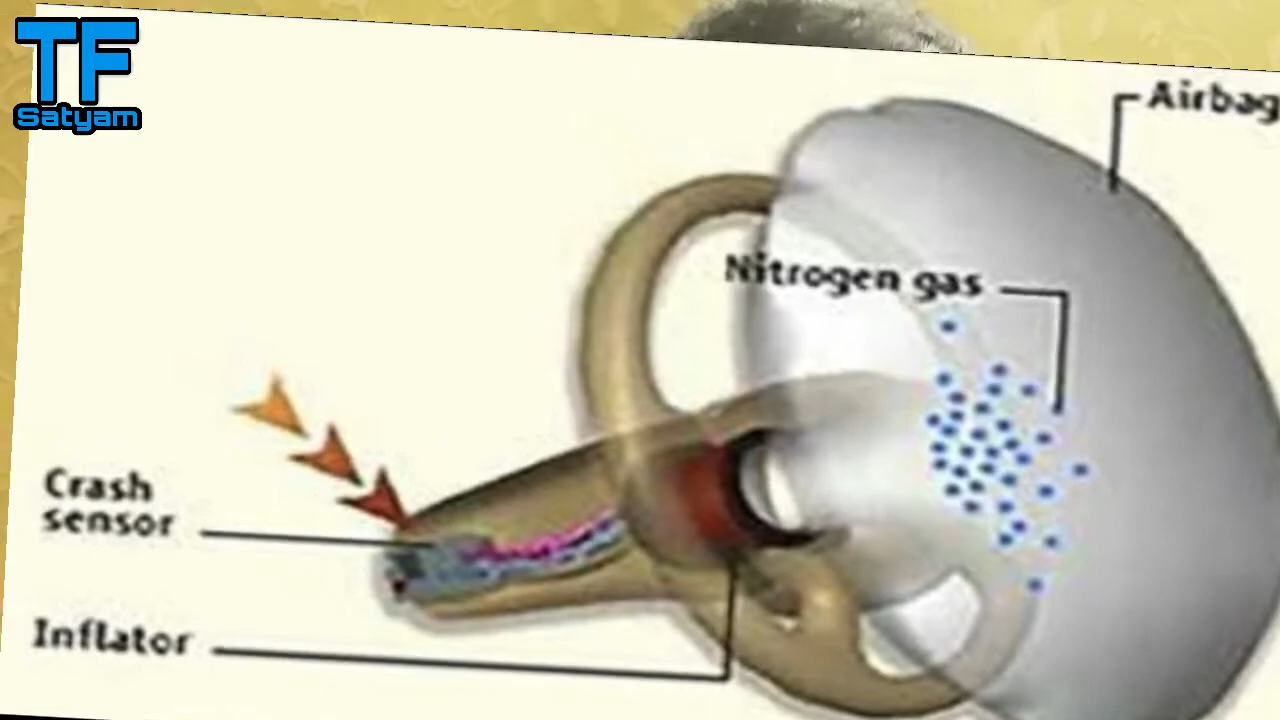 TF
Satyam
Airbag
Nitrogen gas
Crash
sensor
Inflator